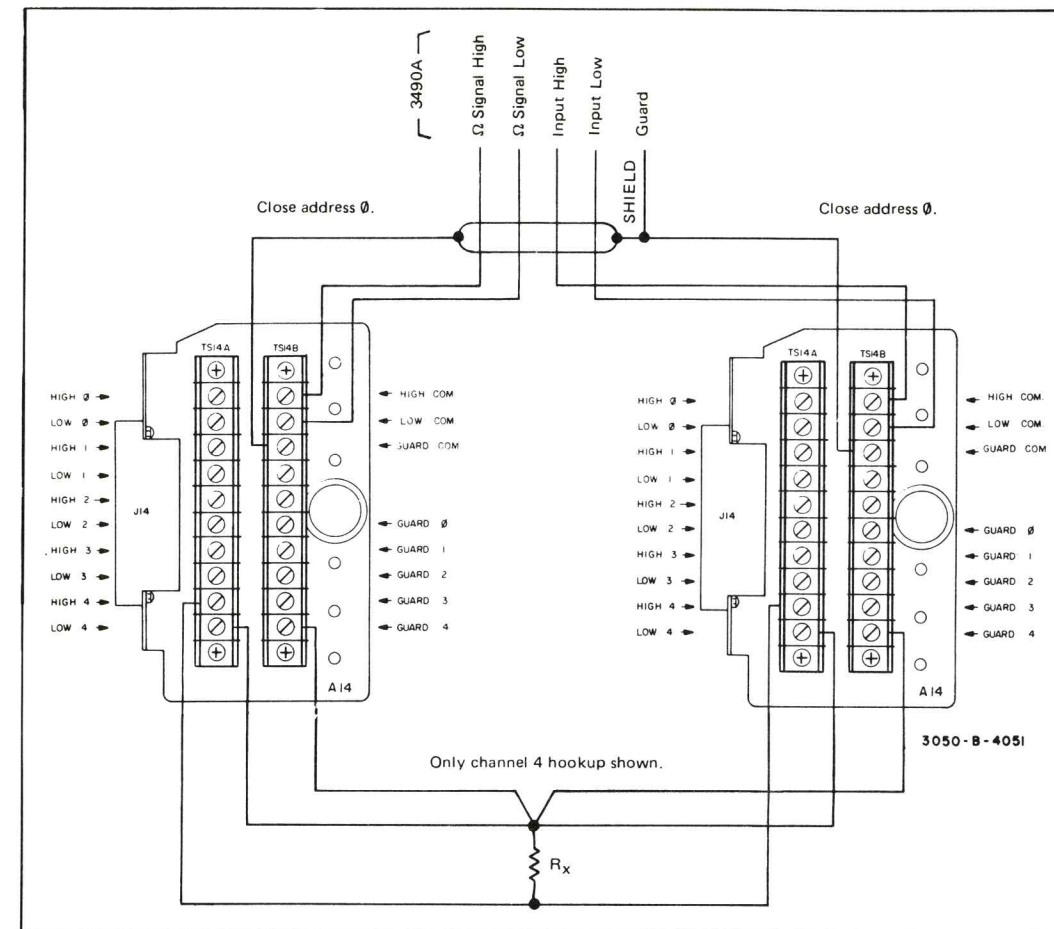 3490A
Ω Signal High
Ω Signal Low
Input High
Input Low
SHIELD
Guard
Close address Ø.
Close address Ø.
TS14A
TS14B
HIGH Ø
LOW Ø
HIGH 1
LOW 1
HIGH 2
LOW 2
HIGH 3
LOW 3
HIGH 4
LOW 4
J14
HIGH COM
LOW COM.
GUARD COM
GUARD Ø
GUARD 1
GUARD 2
GUARD 3
GUARD 4
A14
TS14A
TS14B
HIGH Ø
LOW Ø
HIGH 1
LOW 1
HIGH 2
LOW 2
HIGH 3
LOW 3
HIGH 4
LOW 4
J14
HIGH COM.
LOW COM.
GUARD COM
GUARD Ø
GUARD 1
GUARD 2
GUARD 3
GUARD 4
A14
3050-B-4051
Only channel 4 hookup shown.
Rx